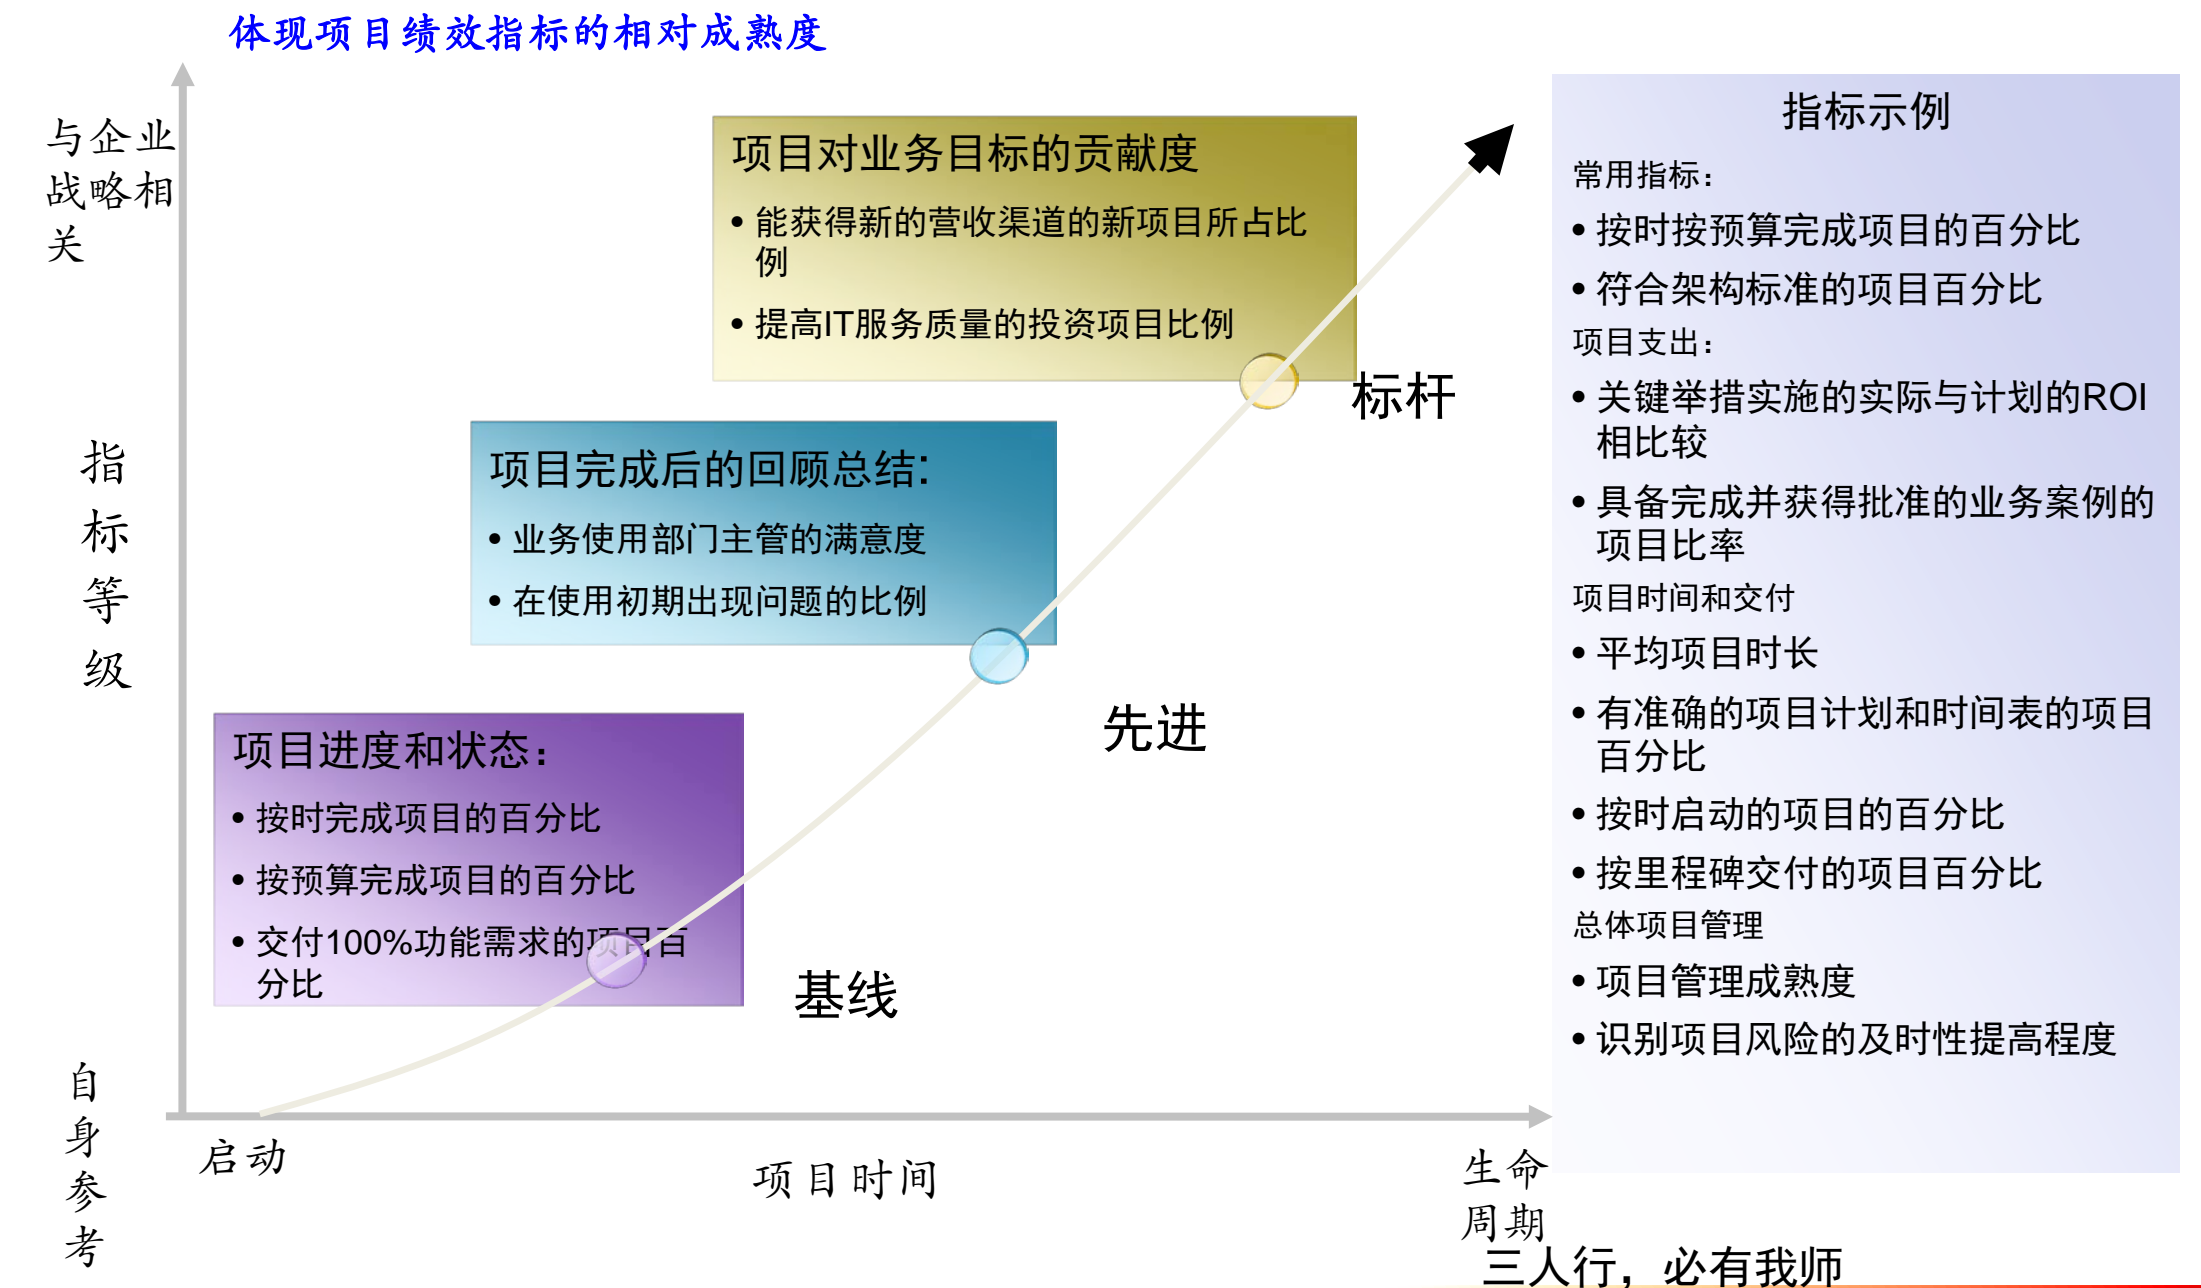 体现项目绩效指标的相对成熟度
与企业
战略相
关
指
标
等
级
自
身
参
考
项目对业务目标的贡献度
• 能获得新的营收渠道的新项目所占比
例
• 提高IT服务质量的投资项目比例
标杆
项目完成后的回顾总结:
• 业务使用部门主管的满意度
• 在使用初期出现问题的比例
先进
项目进度和状态：
• 按时完成项目的百分比
• 按预算完成项目的百分比
• 交付100%功能需求的项目百
分比
基线
启动
项目时间
生命
周期
指标示例
常用指标：
• 按时按预算完成项目的百分比
• 符合架构标准的项目百分比
项目支出：
• 关键举措实施的实际与计划的ROI
相比较
• 具备完成并获得批准的业务案例的
项目比率
项目时间和交付
• 平均项目时长
• 有准确的项目计划和时间表的项目
百分比
• 按时启动的项目的百分比
• 按里程碑交付的项目百分比
总体项目管理
• 项目管理成熟度
• 识别项目风险的及时性提高程度
三人行，必有我师